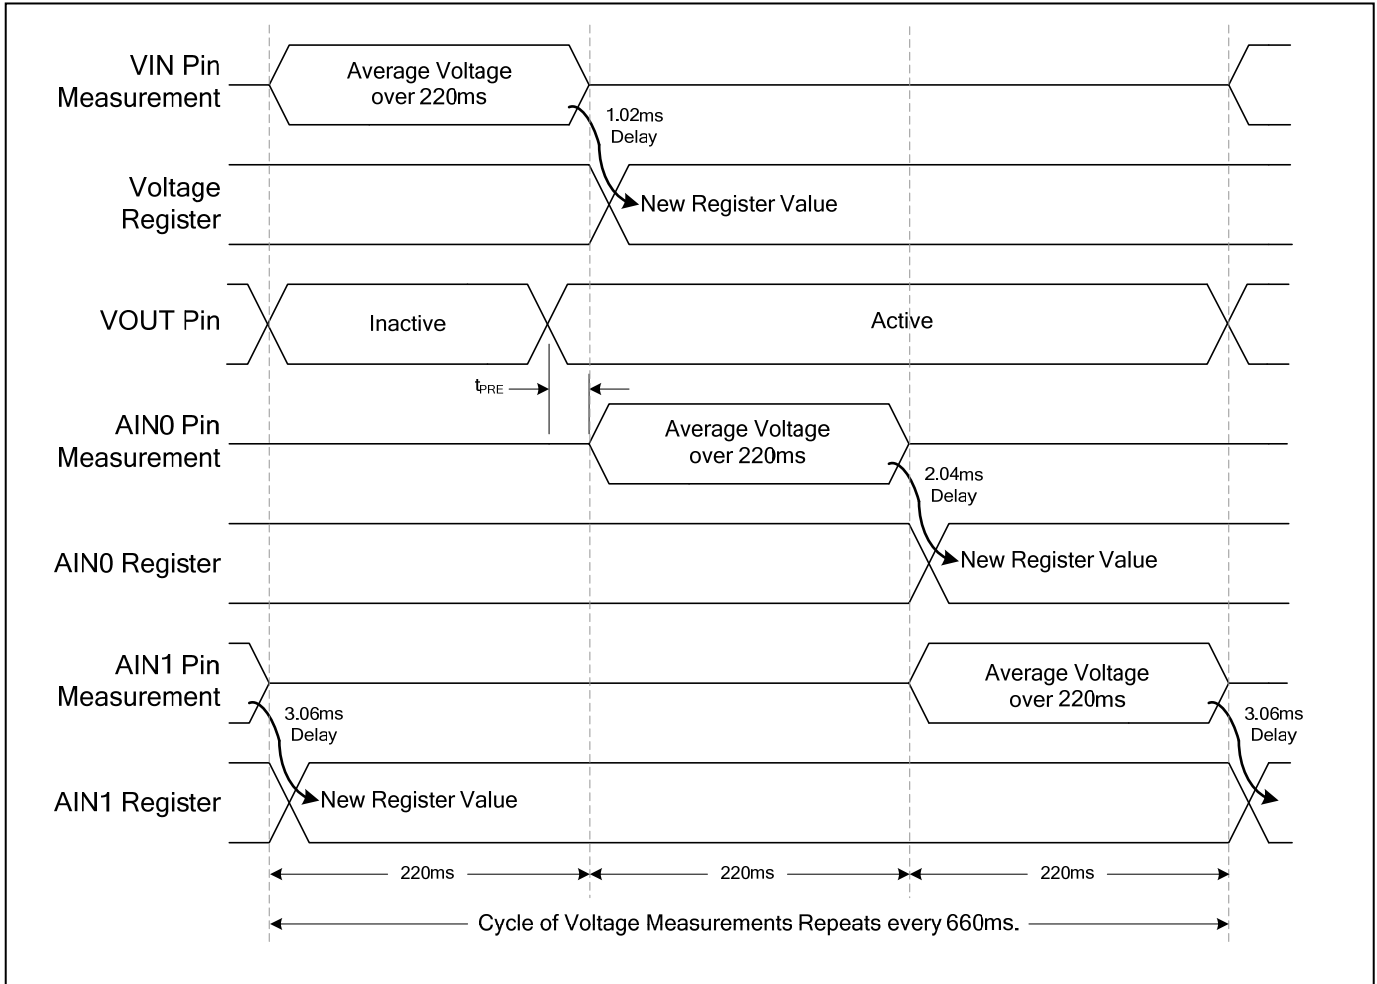 VIN Pin
Measurement
Average Voltage
over 220ms
1.02ms
Delay
Voltage
Register
New Register Value
VOUT Pin
Inactive
Active
tPRE
AIN0 Pin
Measurement
Average Voltage
over 220ms
2.04ms
Delay
AIN0 Register
New Register Value
AIN1 Pin
Measurement
Average Voltage
over 220ms
3.06ms
Delay
3.06ms
Delay
AIN1 Register
New Register Value
220ms
220ms
220ms
Cycle of Voltage Measurements Repeats every 660ms.